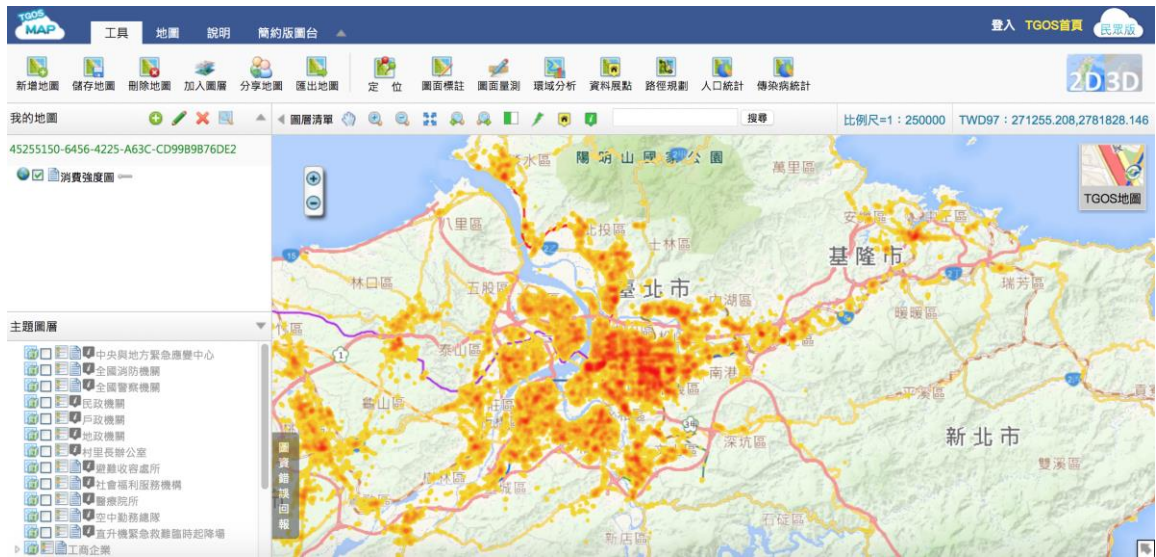 TGOS MAP
工具 地圖 說明 簡約版圖台
登入 TGOS首頁 民眾版
新增地圖 儲存地圖 刪除地圖 加入圖層 分享地圖 匯出地圖 定 位 圖面標註 圖面量測 環域分析 資料展點 路徑規劃 人口統計 傳染病統計
2D 3D
我的地圖
圖層清單 搜尋 比例尺=1：250000 TWD97：271255.208,2781828.146
45255150-6456-4225-A63C-CD99B9B76DE2
消費強度圖
主題圖層
中央與地方緊急應變中心
全國消防機關
全國警察機關
民政機關
戶政機關
地政機關
村里長辦公室
避難收容處所
社會福利服務機構
醫療院所
空中勤務總隊
直升機緊急救難臨時起降場
工商企業
圖資錯誤回報
TGOS地圖
淡水區
陽明山國家公園
萬里區
八里區
北投區
士林區
基隆市
林口區
五股區
臺北市
內湖區
瑞芳區
暖暖區
泰山區
南港
平溪區
龜山區
新北市
深坑區
雙溪區
樹林區
石碇區
新店區